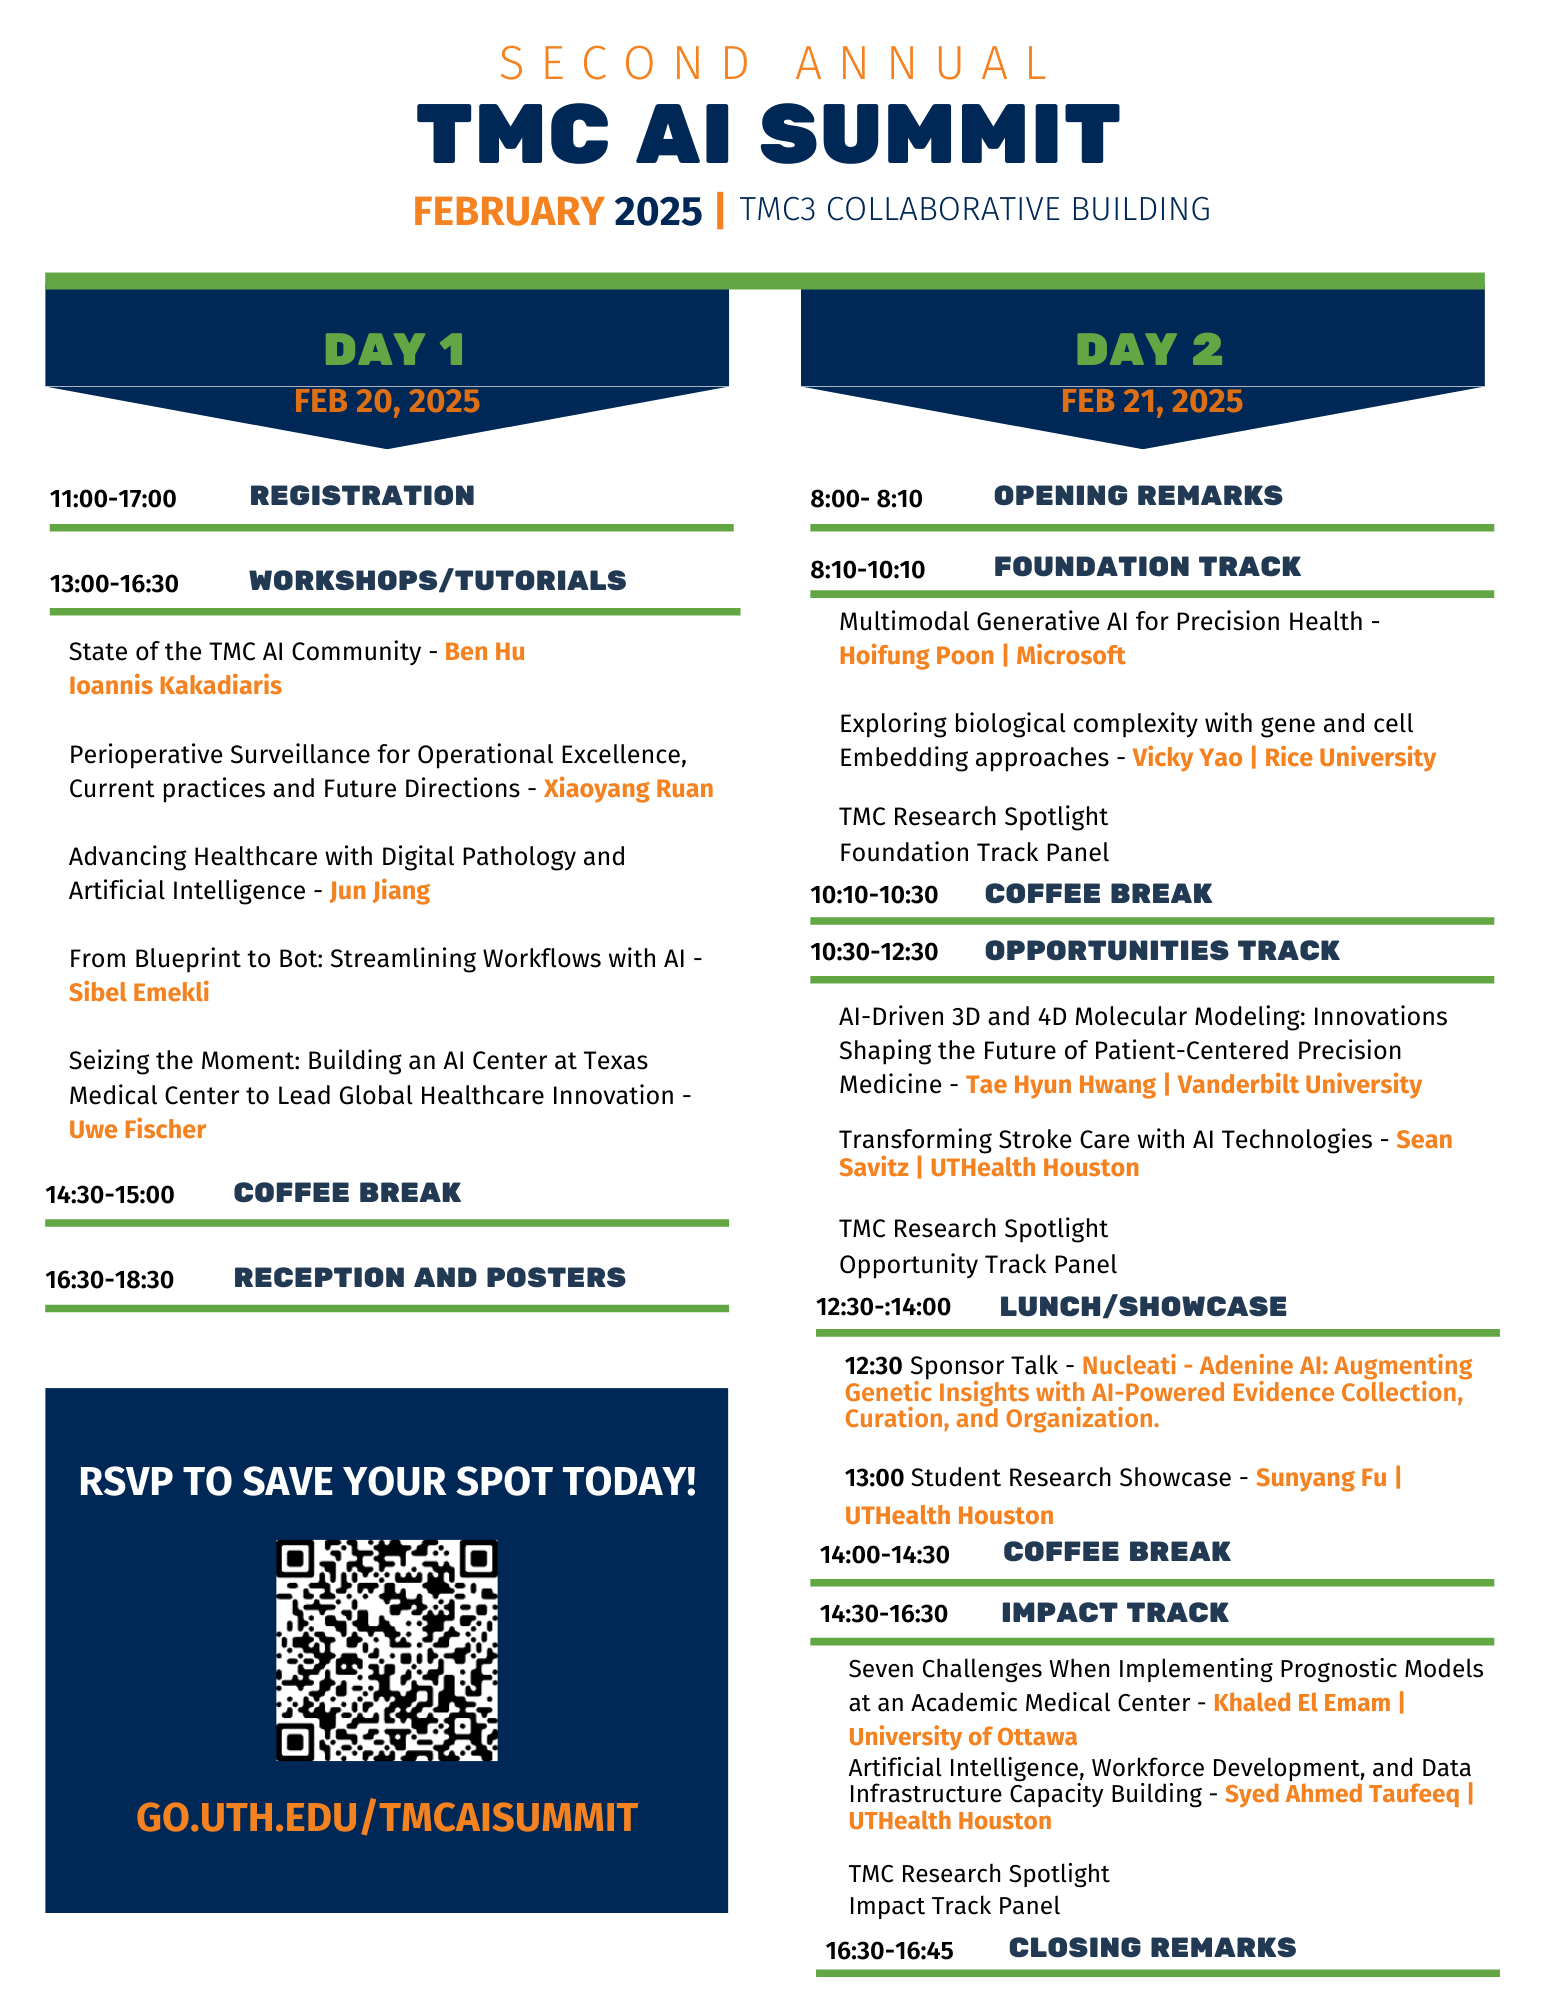 SECOND ANNUAL
TMC AI SUMMIT
FEBRUARY 2025 | TMC3 COLLABORATIVE BUILDING
DAY 1
FEB 20, 2025
11:00-17:00 REGISTRATION
13:00-16:30 WORKSHOPS/TUTORIALS
State of the TMC AI Community - Ben Hu
Ioannis Kakadiaris
Perioperative Surveillance for Operational Excellence,
Current practices and Future Directions - Xiaoyang Ruan
Advancing Healthcare with Digital Pathology and
Artificial Intelligence - Jun Jiang
From Blueprint to Bot: Streamlining Workflows with AI -
Sibel Emekli
Seizing the Moment: Building an AI Center at Texas
Medical Center to Lead Global Healthcare Innovation -
Uwe Fischer
14:30-15:00 COFFEE BREAK
16:30-18:30 RECEPTION AND POSTERS
RSVP TO SAVE YOUR SPOT TODAY!
GO.UTH.EDU/TMCAISUMMIT
DAY 2
FEB 21, 2025
8:00- 8:10 OPENING REMARKS
8:10-10:10 FOUNDATION TRACK
Multimodal Generative AI for Precision Health -
Hoifung Poon | Microsoft
Exploring biological complexity with gene and cell
Embedding approaches - Vicky Yao | Rice University
TMC Research Spotlight
Foundation Track Panel
10:10-10:30 COFFEE BREAK
10:30-12:30 OPPORTUNITIES TRACK
AI-Driven 3D and 4D Molecular Modeling: Innovations
Shaping the Future of Patient-Centered Precision
Medicine - Tae Hyun Hwang | Vanderbilt University
Transforming Stroke Care with AI Technologies - Sean
Savitz | UTHealth Houston
TMC Research Spotlight
Opportunity Track Panel
12:30-:14:00 LUNCH/SHOWCASE
12:30 Sponsor Talk - Nucleati - Adenine AI: Augmenting
Genetic Insights with AI-Powered Evidence Collection,
Curation, and Organization.
13:00 Student Research Showcase - Sunyang Fu |
UTHealth Houston
14:00-14:30 COFFEE BREAK
14:30-16:30 IMPACT TRACK
Seven Challenges When Implementing Prognostic Models
at an Academic Medical Center - Khaled El Emam |
University of Ottawa
Artificial Intelligence, Workforce Development, and Data
Infrastructure Capacity Building - Syed Ahmed Taufeeq |
UTHealth Houston
TMC Research Spotlight
Impact Track Panel
16:30-16:45 CLOSING REMARKS